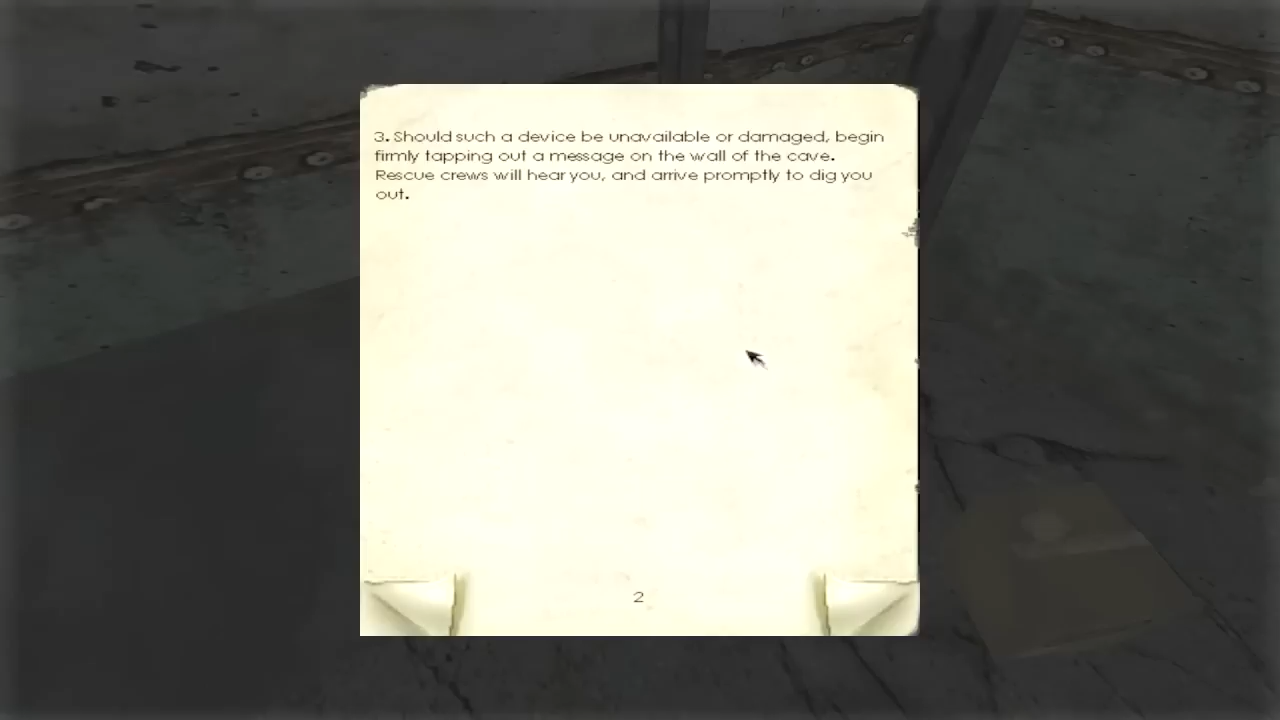 3. Should such a device be unavailable or damaged, begin
firmly tapping out a message on the wall of the cave.
Rescue crews will hear you, and arrive promptly to dig you
out.
2